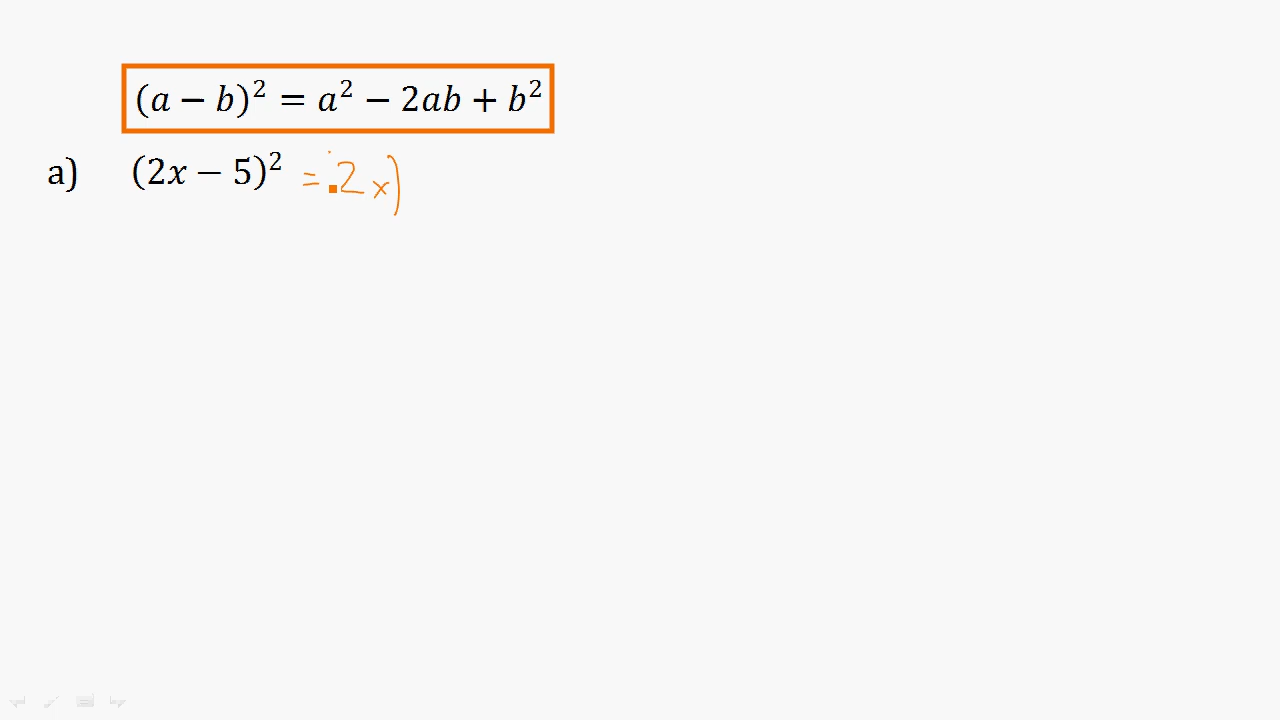 (a − b)² = a² − 2ab + b²
a) (2x − 5)² = 2x)